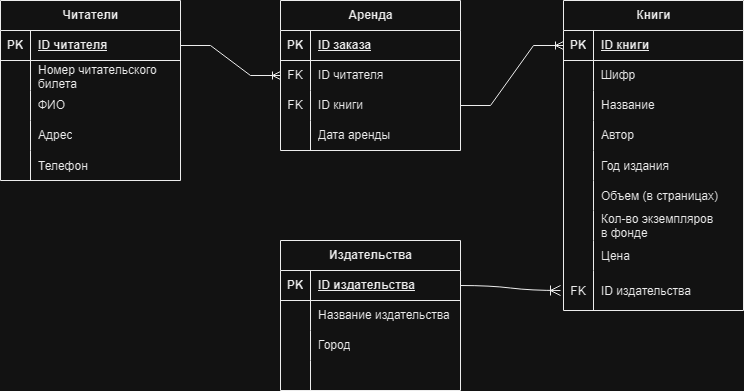 Читатели
PK ID читателя
Номер читательского
билета
ФИО
Адрес
Телефон
Аренда
PK ID заказа
FK ID читателя
FK ID книги
Дата аренды
Книги
PK ID книги
Шифр
Название
Автор
Год издания
Объем (в страницах)
Кол-во экземпляров
в фонде
Цена
FK ID издательства
Издательства
PK ID издательства
Название издательства
Город